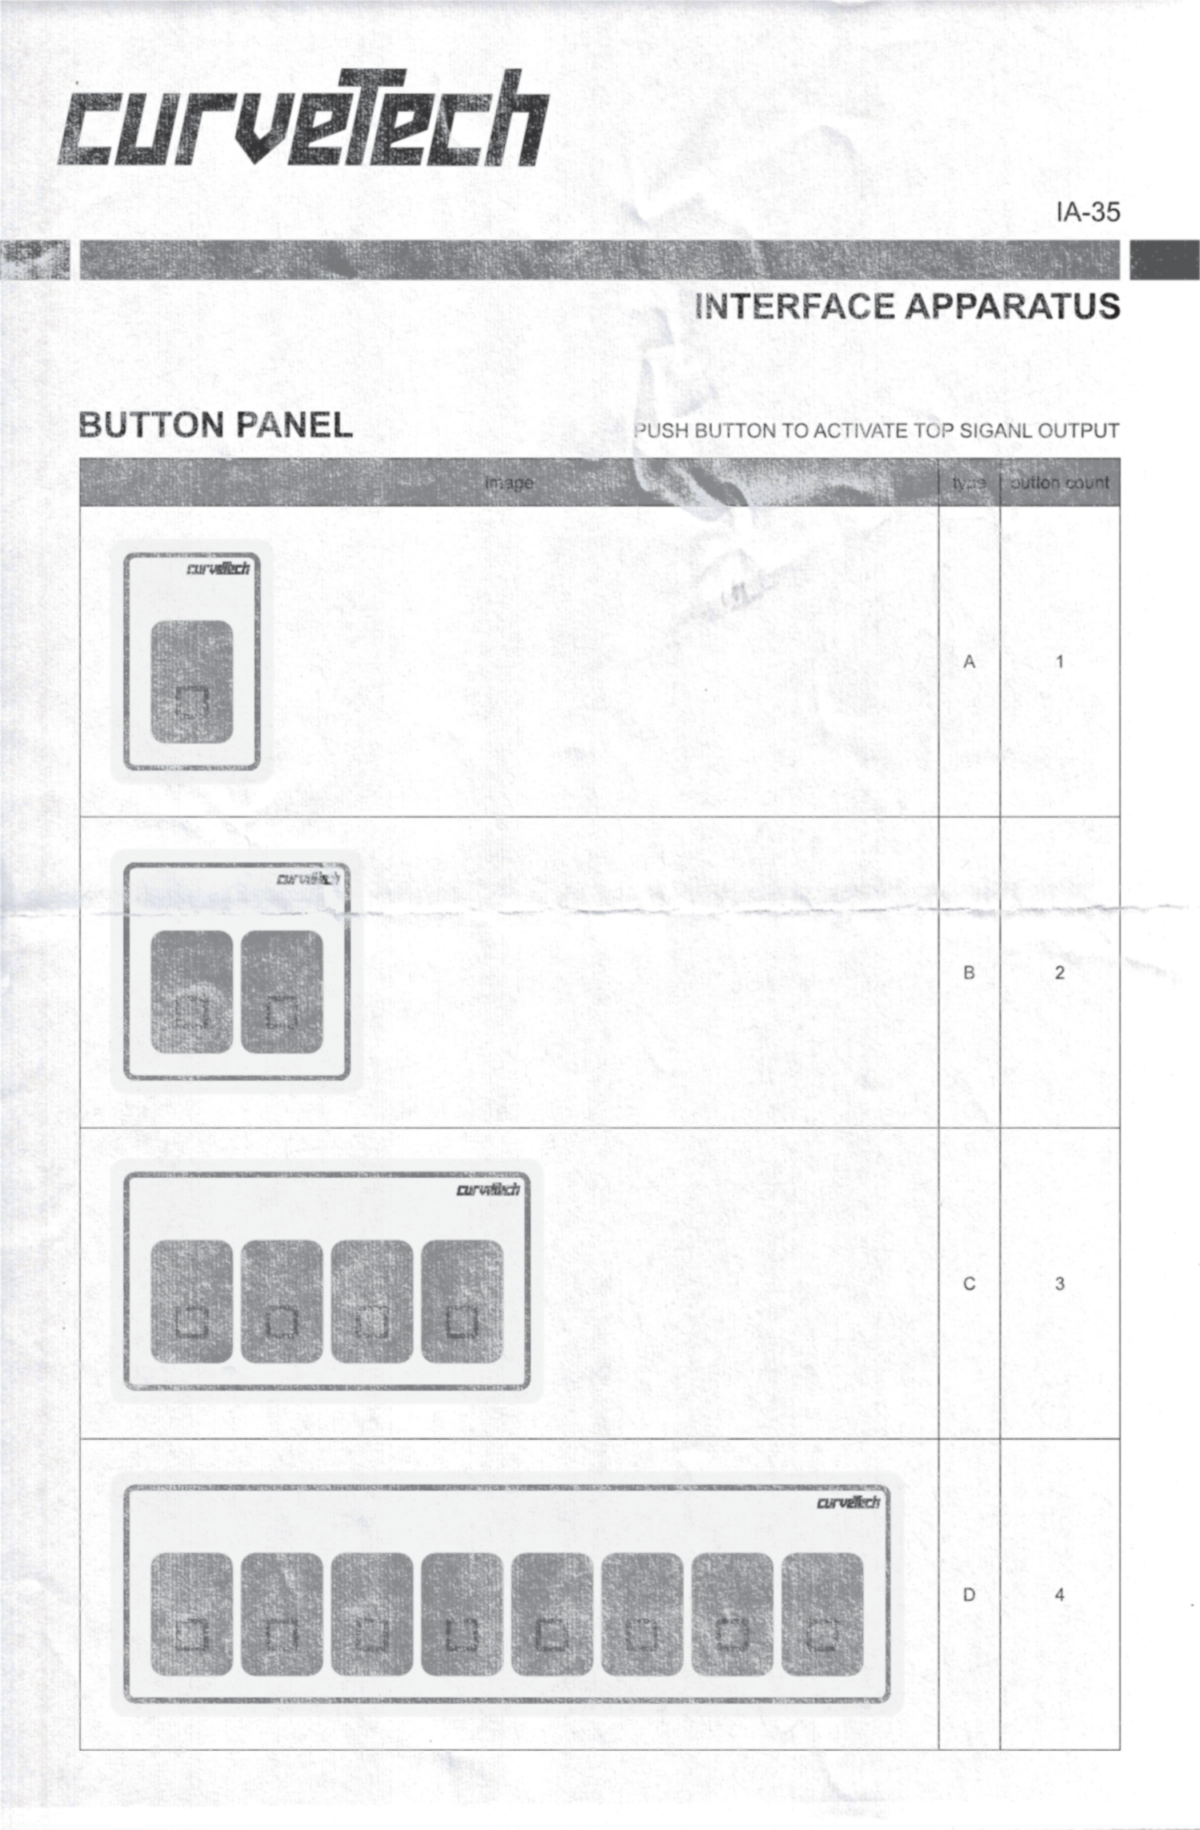 curveTech
IA-35
INTERFACE APPARATUS
BUTTON PANEL
PUSH BUTTON TO ACTIVATE TOP SIGANL OUTPUT
image type button count
curveTech
A 1
curveTech
B 2
curveTech
C 3
curveTech
D 4